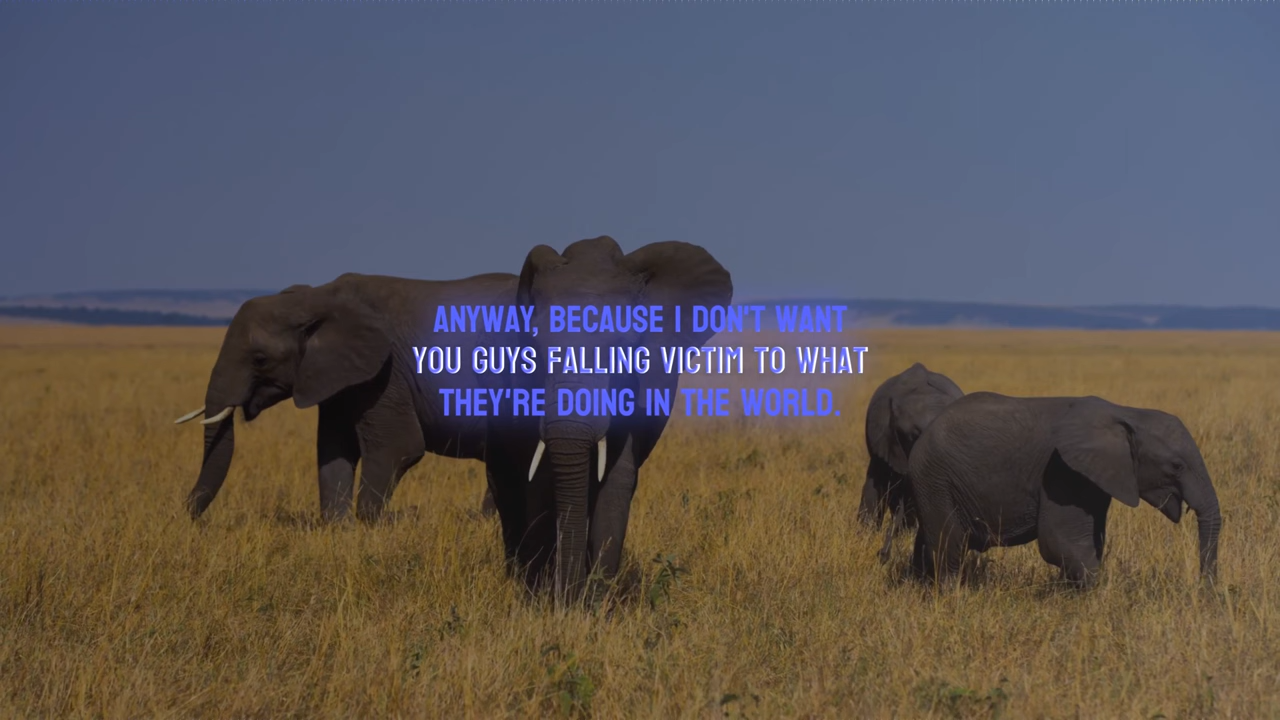 ANYWAY, BECAUSE I DON'T WANT
YOU GUYS FALLING VICTIM TO WHAT
THEY'RE DOING IN THE WORLD.